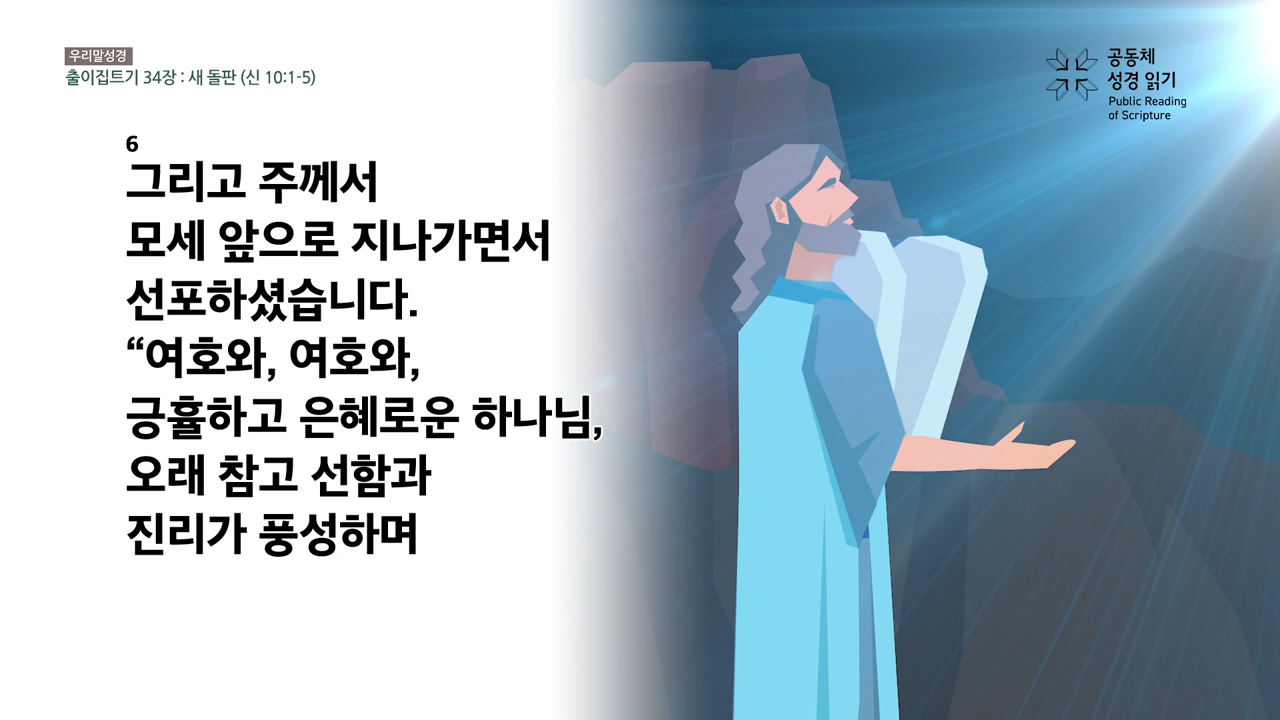 우리말성경
출이집트기 34장 : 새 돌판 (신 10:1-5)
6
그리고 주께서
모세 앞으로 지나가면서
선포하셨습니다.
“여호와, 여호와,
긍휼하고 은혜로운 하나님,
오래 참고 선함과
진리가 풍성하며
공동체
성경 읽기
Public Reading
of Scripture